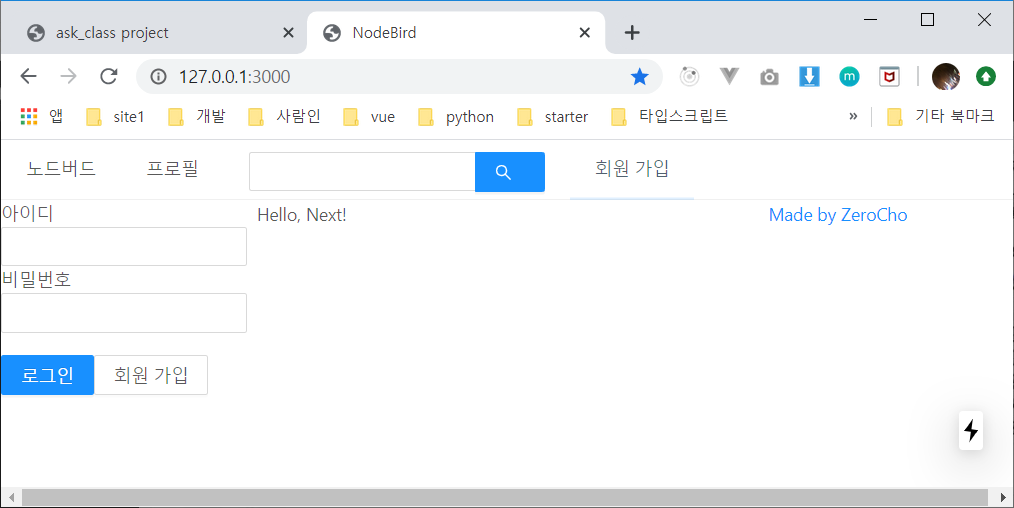 ask_class project
NodeBird
127.0.0.1:3000
앱 site1 개발 사람인 vue python starter 타입스크립트 » 기타 북마크
노드버드 프로필 회원 가입
아이디 Hello, Next! Made by ZeroCho
비밀번호
로그인 회원 가입